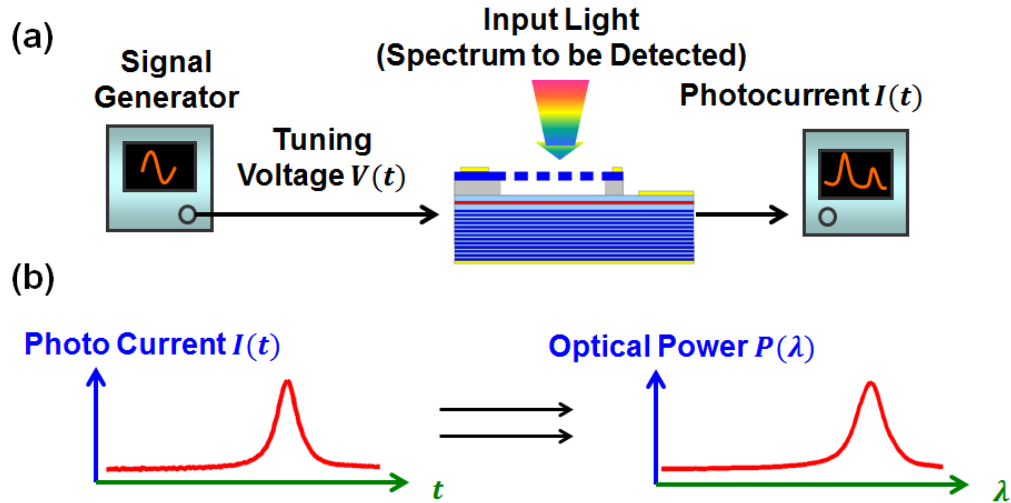 (a)
Signal
Generator
Tuning
Voltage V(t)
Input Light
(Spectrum to be Detected)
Photocurrent I(t)
(b)
Photo Current I(t)
t
Optical Power P(λ)
λ